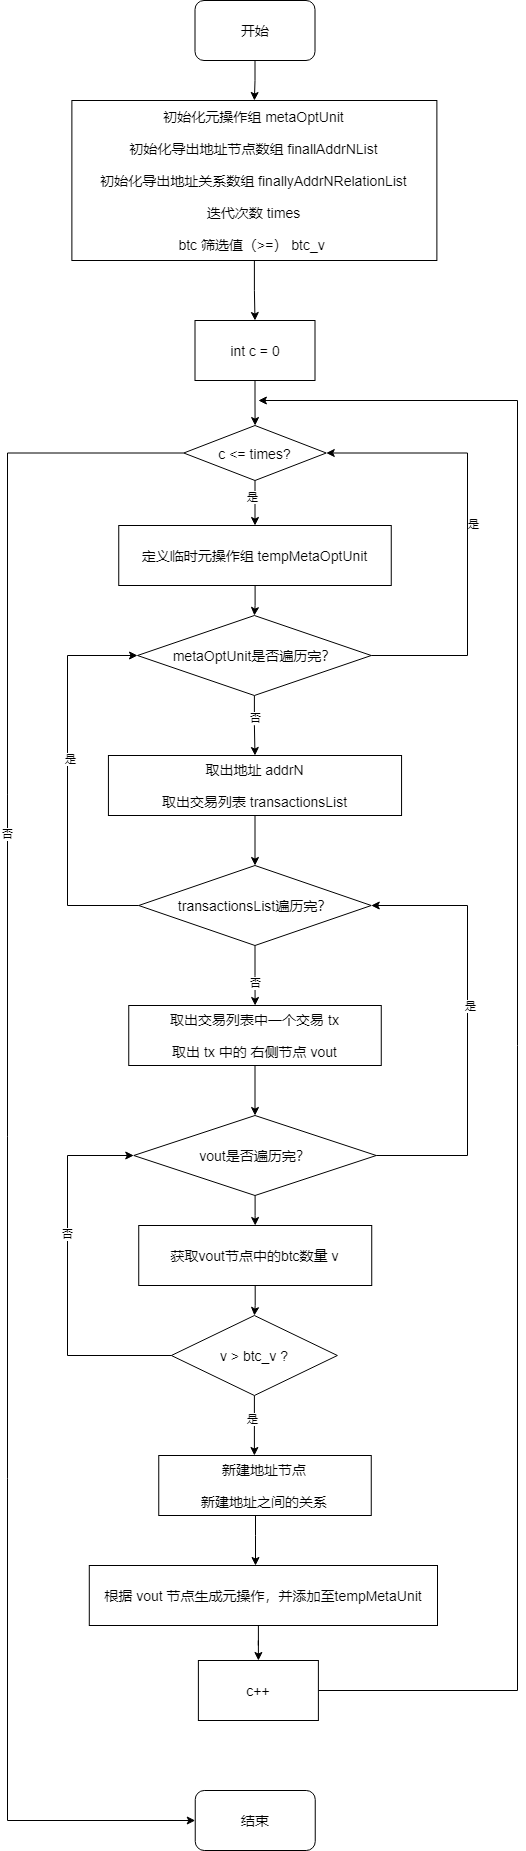 开始
初始化元操作组 metaOptUnit
初始化导出地址节点数组 finallAddrNList
初始化导出地址关系数组 finallyAddrNRelationList
迭代次数 times
btc 筛选值（>=） btc_v
int c = 0
c <= times?
是
是
定义临时元操作组 tempMetaOptUnit
metaOptUnit是否遍历完?
否
是
取出地址 addrN
取出交易列表 transactionsList
否
transactionsList遍历完?
否
是
取出交易列表中一个交易 tx
取出 tx 中的 右侧节点 vout
vout是否遍历完?
否
获取vout节点中的btc数量 v
v > btc_v ?
是
新建地址节点
新建地址之间的关系
根据 vout 节点生成元操作，并添加至tempMetaUnit
c++
结束